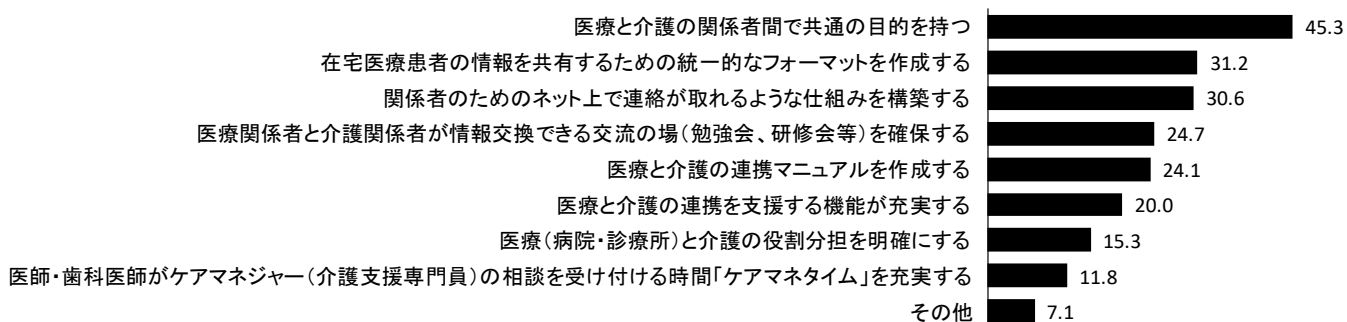 医療と介護の関係者間で共通の目的を持つ 45.3
在宅医療患者の情報を共有するための統一的なフォーマットを作成する 31.2
関係者のためのネット上で連絡が取れるような仕組みを構築する 30.6
医療関係者と介護関係者が情報交換できる交流の場（勉強会、研修会等）を確保する 24.7
医療と介護の連携マニュアルを作成する 24.1
医療と介護の連携を支援する機能が充実する 20.0
医療（病院・診療所）と介護の役割分担を明確にする 15.3
医師・歯科医師がケアマネジャー（介護支援専門員）の相談を受け付ける時間「ケアマネタイム」を充実する 11.8
その他 7.1